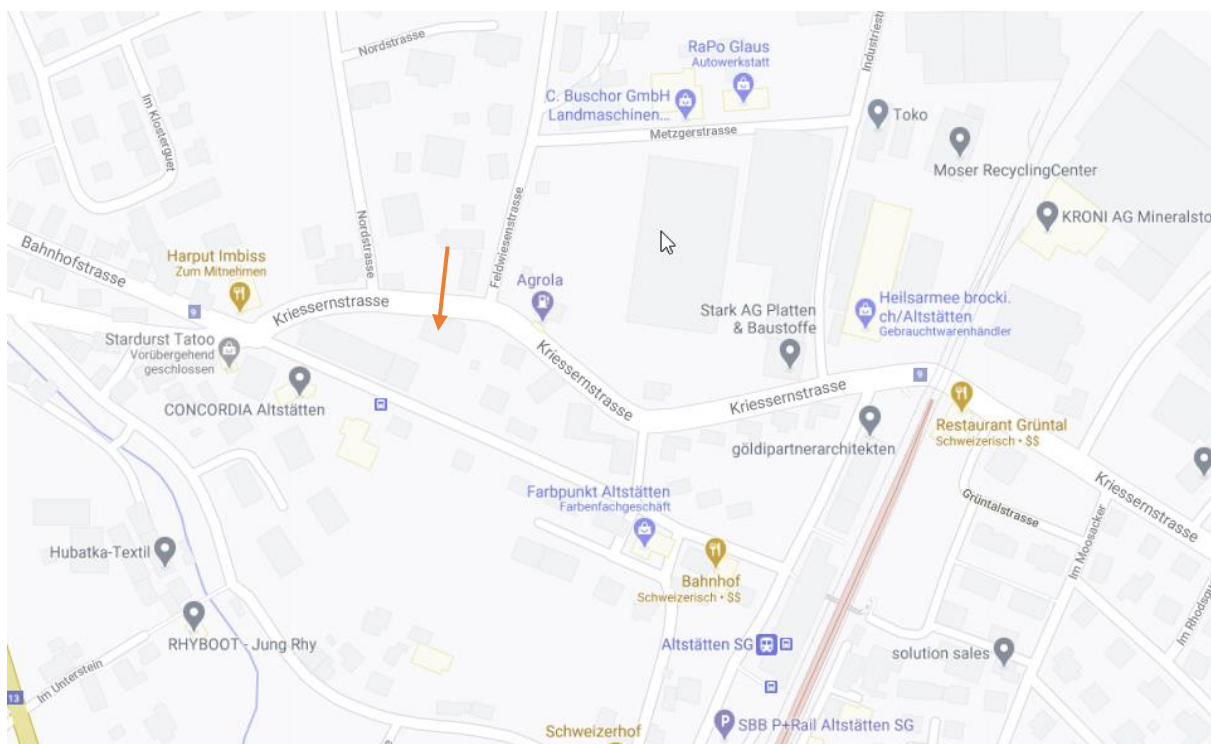 Nordstrasse
RaPo Glaus
Autowerkstatt
C. Buschor GmbH
Landmaschinen...
Metzgerstrasse
Industriest
Toko
Moser RecyclingCenter
KRONI AG Mineralsto
Im Klosterguet
Nordstrasse
Feldwiesenstrasse
Bahnhofstrasse
Harput Imbiss
Zum Mitnehmen
9
Kriessernstrasse
Agrola
Stark AG Platten
& Baustoffe
Heilsarmee brocki.
ch/Altstätten
Gebrauchtwarenhändler
Stardurst Tatoo
Vorübergehend
geschlossen
CONCORDIA Altstätten
Kriessernstrasse
Kriessernstrasse
9
Restaurant Grüntal
Schweizerisch • $$
göldipartnerarchitekten
Kriessernstrasse
Grüntalstrasse
Im Moosacker
Farbpunkt Altstätten
Farbenfachgeschäft
Hubatka-Textil
Bahnhof
Schweizerisch • $$
RHYBOOT - Jung Rhy
Altstätten SG
solution sales
Im Unterstein
13
Schweizerhof
P
SBB P+Rail Altstätten SG